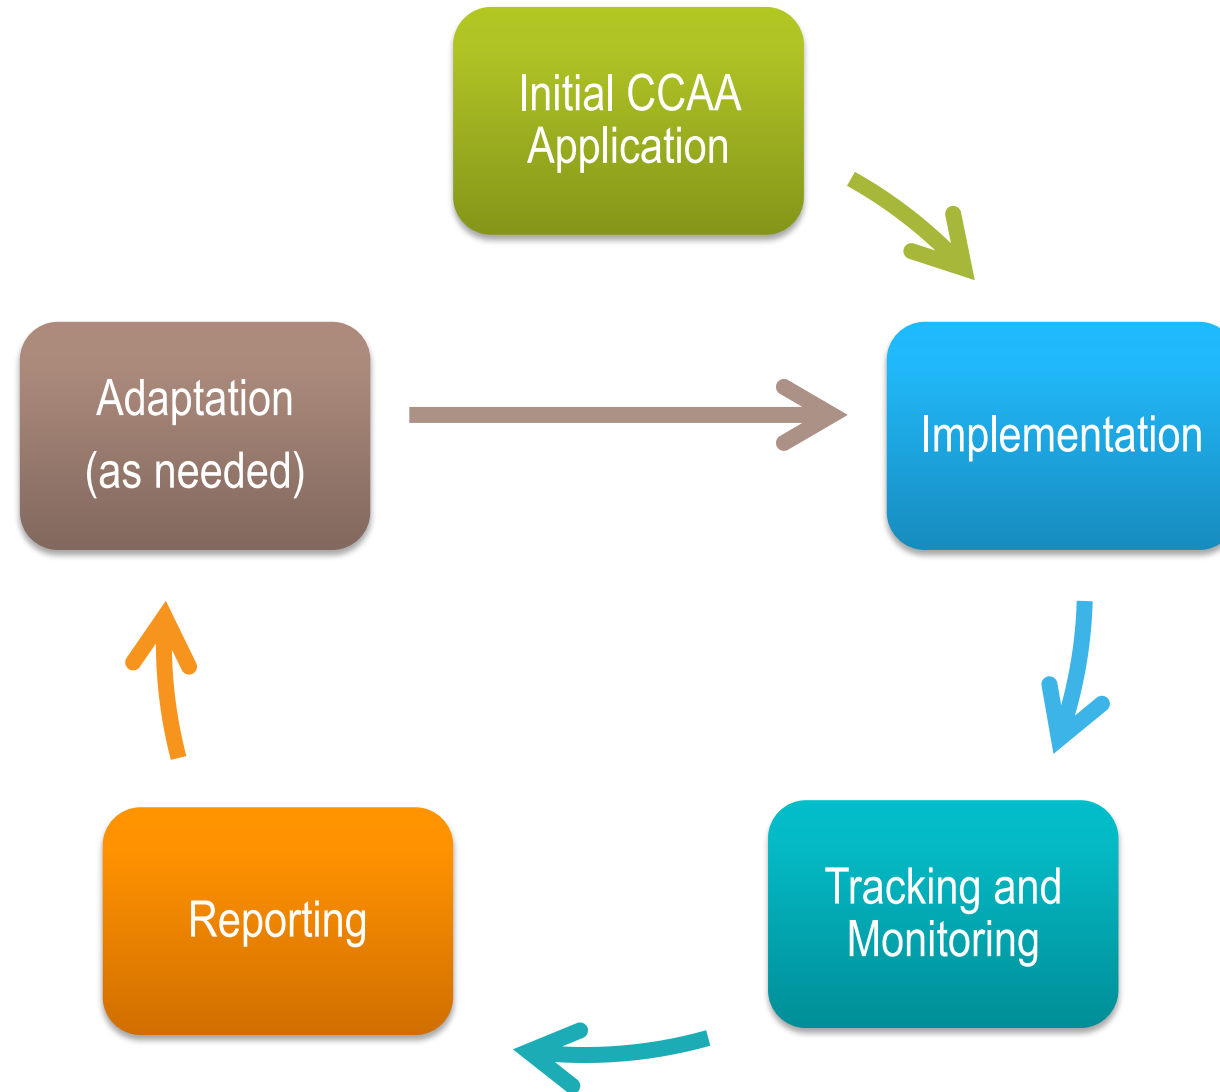 Initial CCAA
Application
Adaptation
(as needed)
Implementation
Tracking and
Monitoring
Reporting